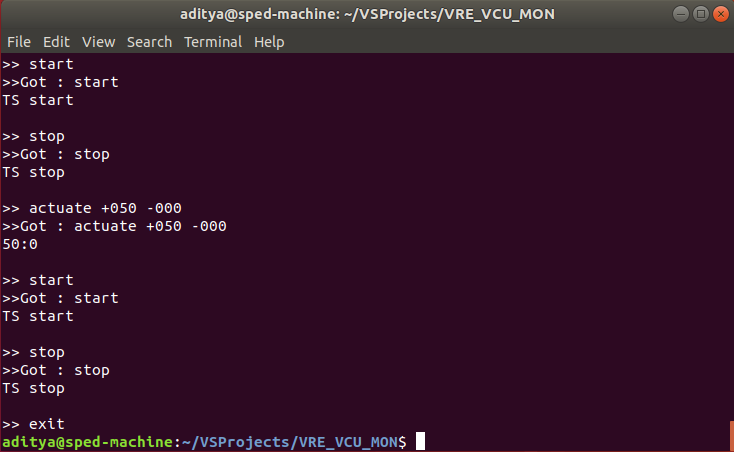 aditya@sped-machine: ~/VSProjects/VRE_VCU_MON
File Edit View Search Terminal Help
>> start
>>Got : start
TS start
>> stop
>>Got : stop
TS stop
>> actuate +050 -000
>>Got : actuate +050 -000
50:0
>> start
>>Got : start
TS start
>> stop
>>Got : stop
TS stop
>> exit
aditya@sped-machine:~/VSProjects/VRE_VCU_MON$